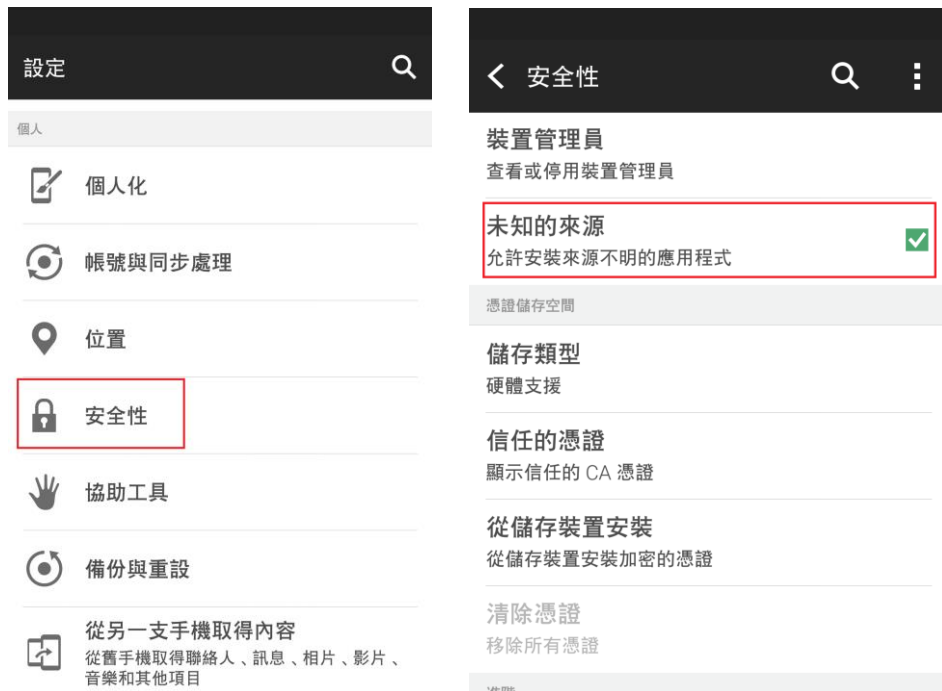 設定
個人
個人化
帳號與同步處理
位置
安全性
協助工具
備份與重設
從另一支手機取得內容
從舊手機取得聯絡人、訊息、相片、影片、
音樂和其他項目
安全性
裝置管理員
查看或停用裝置管理員
未知的來源
允許安裝來源不明的應用程式
憑證儲存空間
儲存類型
硬體支援
信任的憑證
顯示信任的 CA 憑證
從儲存裝置安裝
從儲存裝置安裝加密的憑證
清除憑證
移除所有憑證